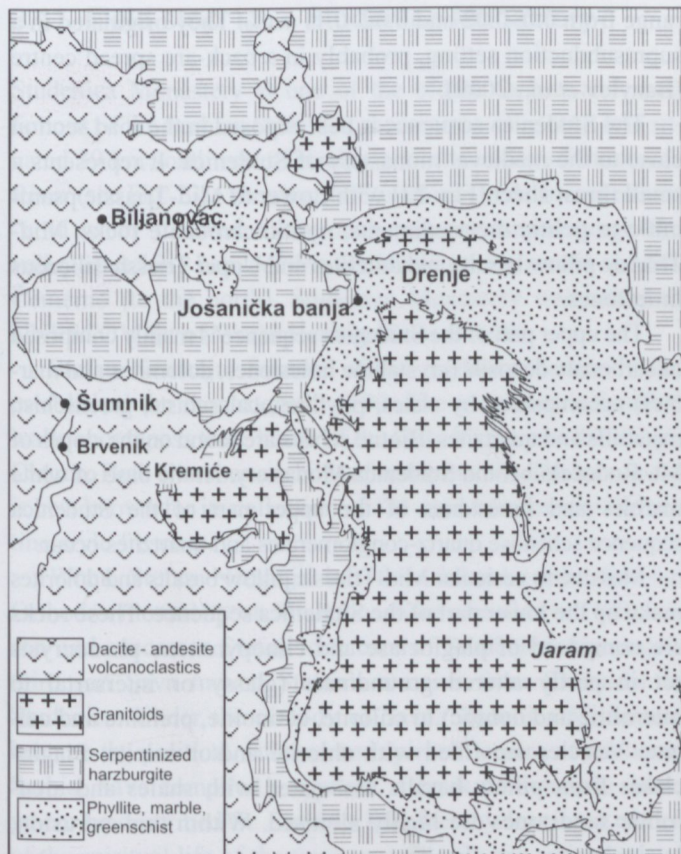 Biljanovac
Drenje
Jošanička banja
Šumnik
Brvenik
Kremiće
Jaram
Dacite - andesite
volcanoclastics
Granitoids
Serpentinized
harzburgite
Phyllite, marble,
greenschist